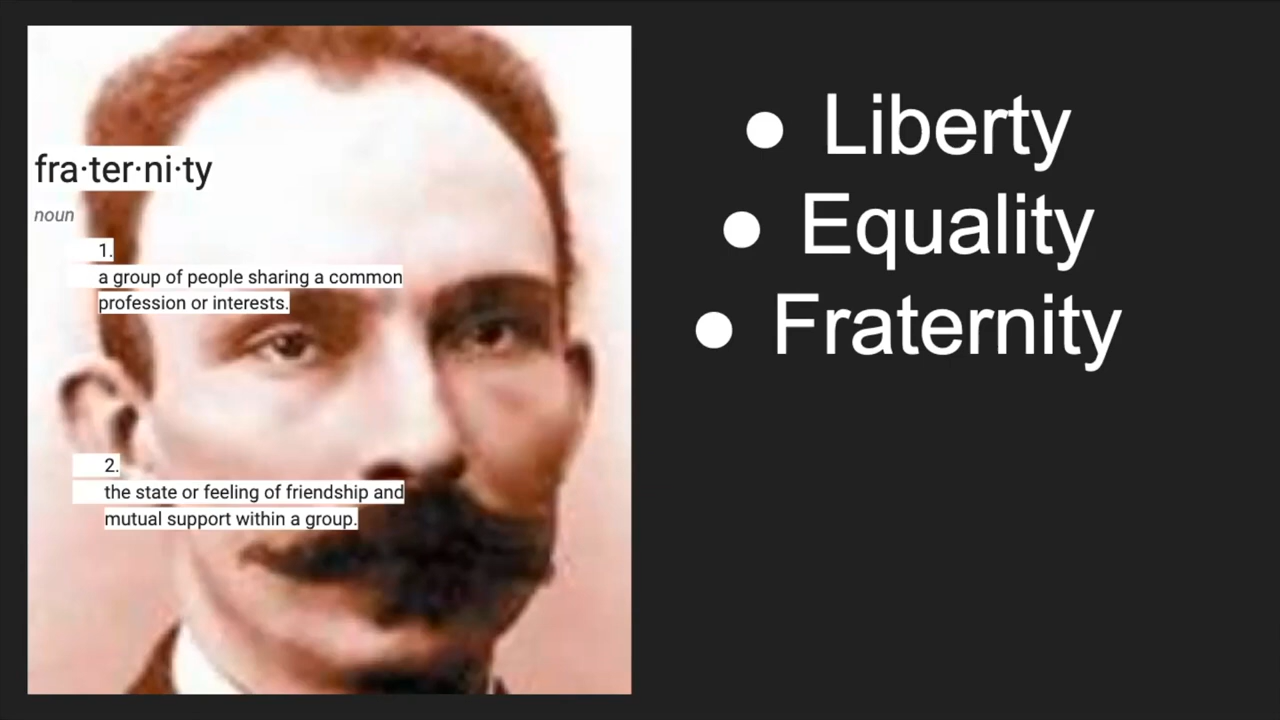 fra·ter·ni·ty
noun
1.
a group of people sharing a common
profession or interests.
2.
the state or feeling of friendship and
mutual support within a group.
● Liberty
● Equality
● Fraternity